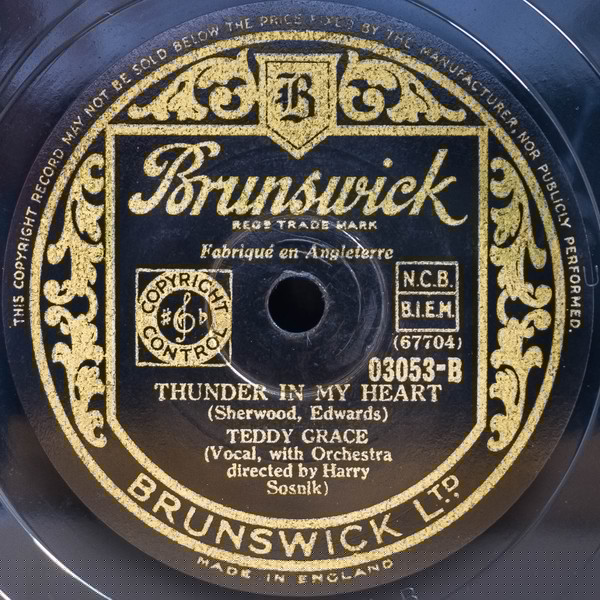 THIS COPYRIGHT RECORD MAY NOT BE SOLD BELOW THE PRICE FIXED BY THE MANUFACTURER, NOR PUBLICLY PERFORMED.
B
Brunswick
REGD TRADE MARK
Fabriqué en Angleterre
COPYRIGHT
CONTROL
N.C.B.
B.I.E.M.
(67704)
03053-B
THUNDER IN MY HEART
(Sherwood, Edwards)
TEDDY GRACE
(Vocal, with Orchestra
directed by Harry
Sosnik)
BRUNSWICK LTD.
MADE IN ENGLAND
B